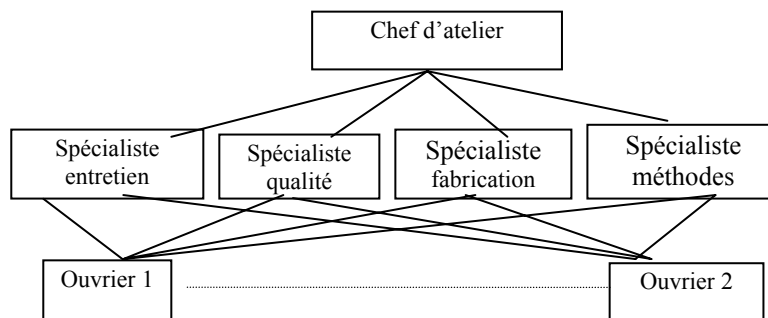 Chef d’atelier
Spécialiste
entretien
Spécialiste
qualité
Spécialiste
fabrication
Spécialiste
méthodes
Ouvrier 1
Ouvrier 2